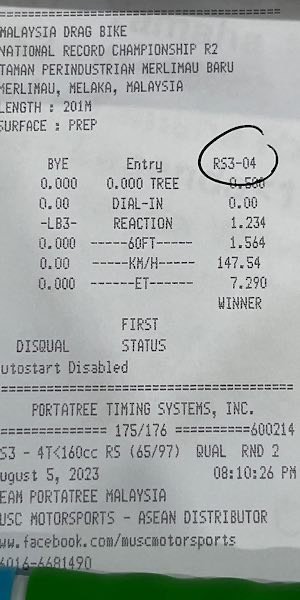 MALAYSIA DRAG BIKE
NATIONAL RECORD CHAMPIONSHIP R2
TAMAN PERINDUSTRIAN MERLIMAU BARU
MERLIMAU, MELAKA, MALAYSIA
LENGTH : 201M
SURFACE : PREP
BYE Entry RS3-04
0.000 0.000 TREE 0.500
0.00 DIAL-IN 0.00
-LB3- REACTION 1.234
0.000 -----60FT----- 1.564
0.00 -----KM/H----- 147.54
0.000 ------ET------ 7.290
WINNER
FIRST
DISQUAL STATUS
utostart Disabled
PORTATREE TIMING SYSTEMS, INC.
============= 175/176 ==========600214
S3 - 4T<160cc RS (65/97) QUAL RND 2
ugust 5, 2023 08:10:26 PM
EAM PORTATREE MALAYSIA
USC MOTORSPORTS - ASEAN DISTRIBUTOR
ww.facebook.com/muscmotorsports
6016-6681490